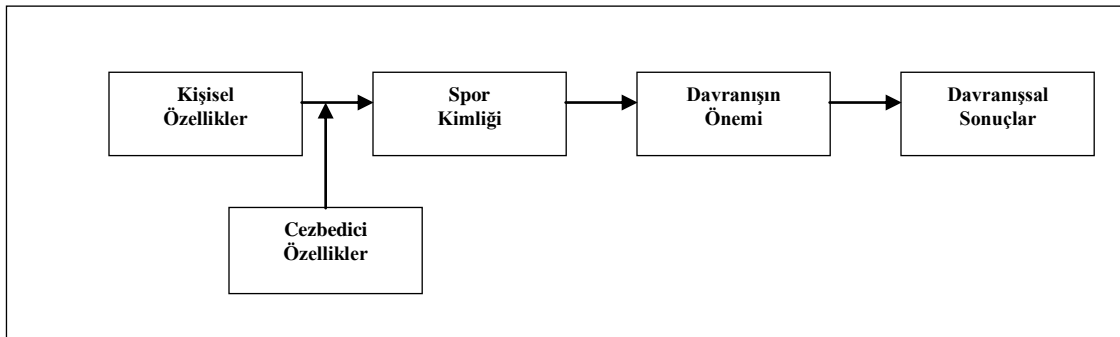 Kişisel
Özellikler
Spor
Kimliği
Davranışın
Önemi
Davranışsal
Sonuçlar
Cezbedici
Özellikler